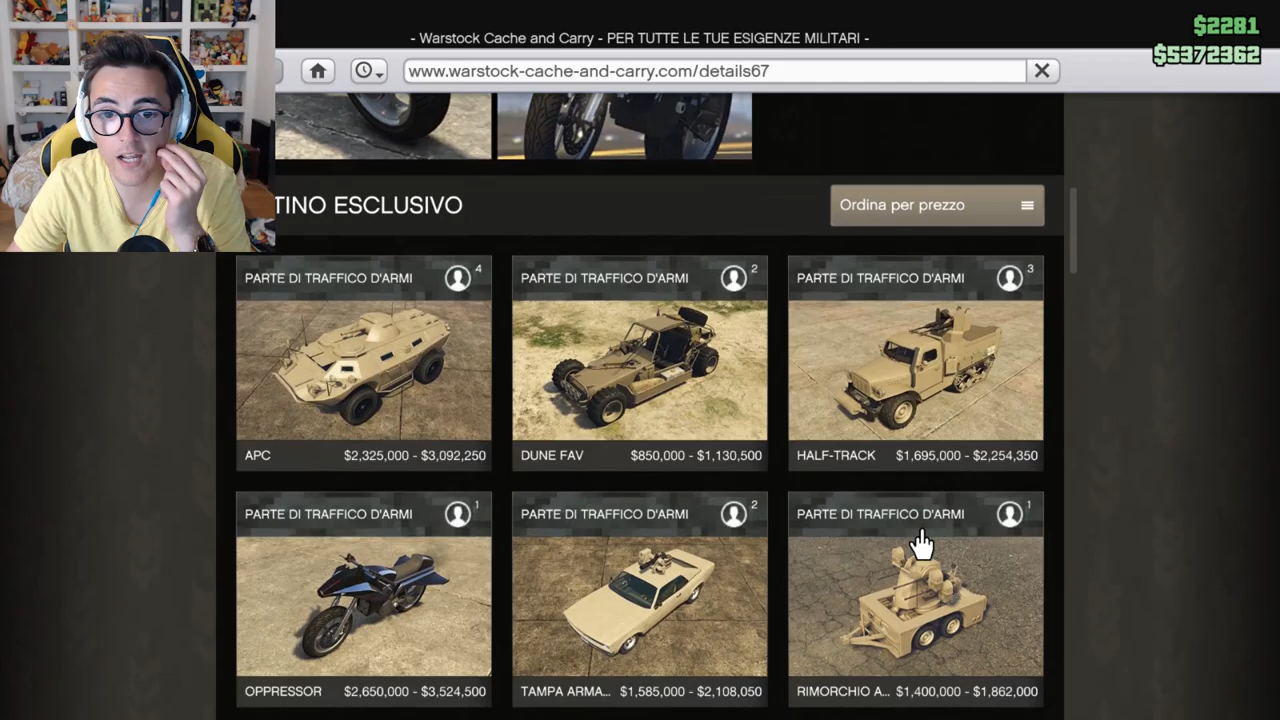 $2281
$5372362
- Warstock Cache and Carry - PER TUTTE LE TUE ESIGENZE MILITARI -
www.warstock-cache-and-carry.com/details67
TINO ESCLUSIVO
Ordina per prezzo
PARTE DI TRAFFICO D'ARMI 4
PARTE DI TRAFFICO D'ARMI 2
PARTE DI TRAFFICO D'ARMI 3
APC $2,325,000 - $3,092,250
DUNE FAV $850,000 - $1,130,500
HALF-TRACK $1,695,000 - $2,254,350
PARTE DI TRAFFICO D'ARMI 1
PARTE DI TRAFFICO D'ARMI 2
PARTE DI TRAFFICO D'ARMI 1
OPPRESSOR $2,650,000 - $3,524,500
TAMPA ARMA... $1,585,000 - $2,108,050
RIMORCHIO A... $1,400,000 - $1,862,000